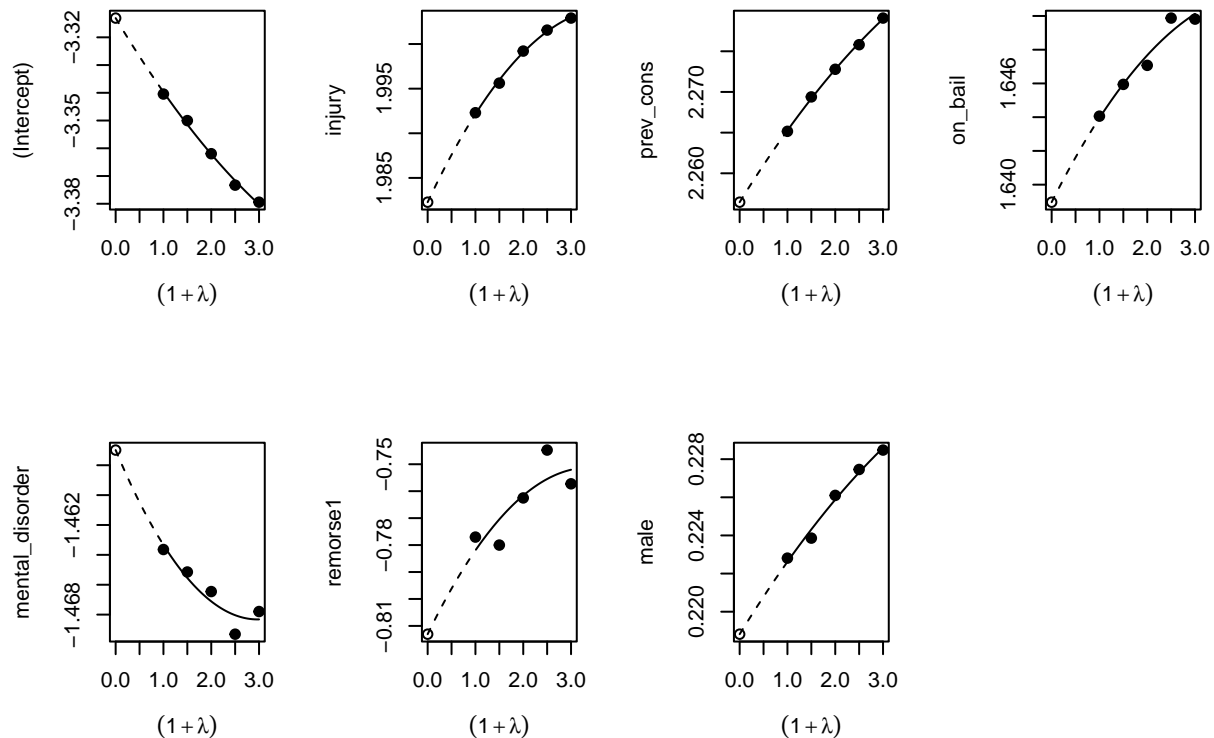 (Intercept)
−3.38 −3.35 −3.32
0.0 1.0 2.0 3.0
(1+λ)
injury
1.985 1.995
0.0 1.0 2.0 3.0
(1+λ)
prev_cons
2.260 2.270
0.0 1.0 2.0 3.0
(1+λ)
on_bail
1.640 1.646
0.0 1.0 2.0 3.0
(1+λ)
mental_disorder
−1.468 −1.462
0.0 1.0 2.0 3.0
(1+λ)
remorse1
−0.81 −0.78 −0.75
0.0 1.0 2.0 3.0
(1+λ)
male
0.220 0.224 0.228
0.0 1.0 2.0 3.0
(1+λ)